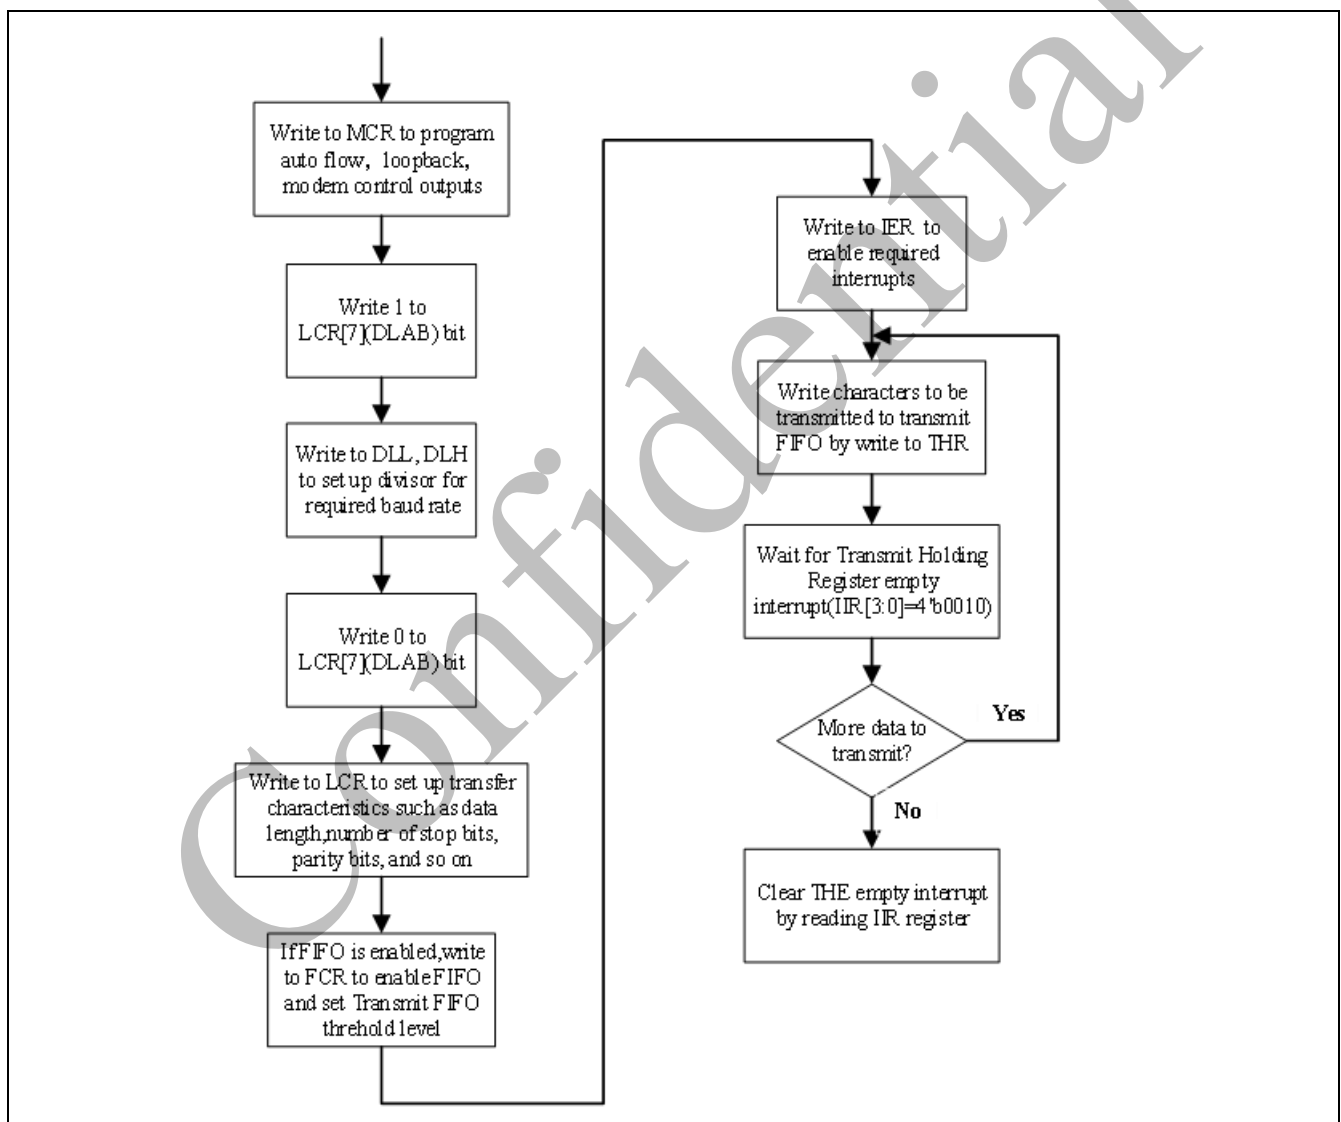 Write to MCR to program
auto flow, loopback,
modem control outputs
Write 1 to
LCR[7](DLAB) bit
Write to DLL, DLH
to set up divisor for
required baud rate
Write 0 to
LCR[7](DLAB) bit
Write to LCR to set up transfer
characteristics such as data
length,number of stop bits,
parity bits, and so on
If FIFO is enabled,write
to FCR to enable FIFO
and set Transmit FIFO
threhold level
Write to IER to
enable required
interrupts
Write characters to be
transmitted to transmit
FIFO by write to THR
Wait for Transmit Holding
Register empty
interrupt(IIR[3:0]=4'b0010)
More data to
transmit?
Yes
No
Clear THE empty interrupt
by reading IIR register
Confidential